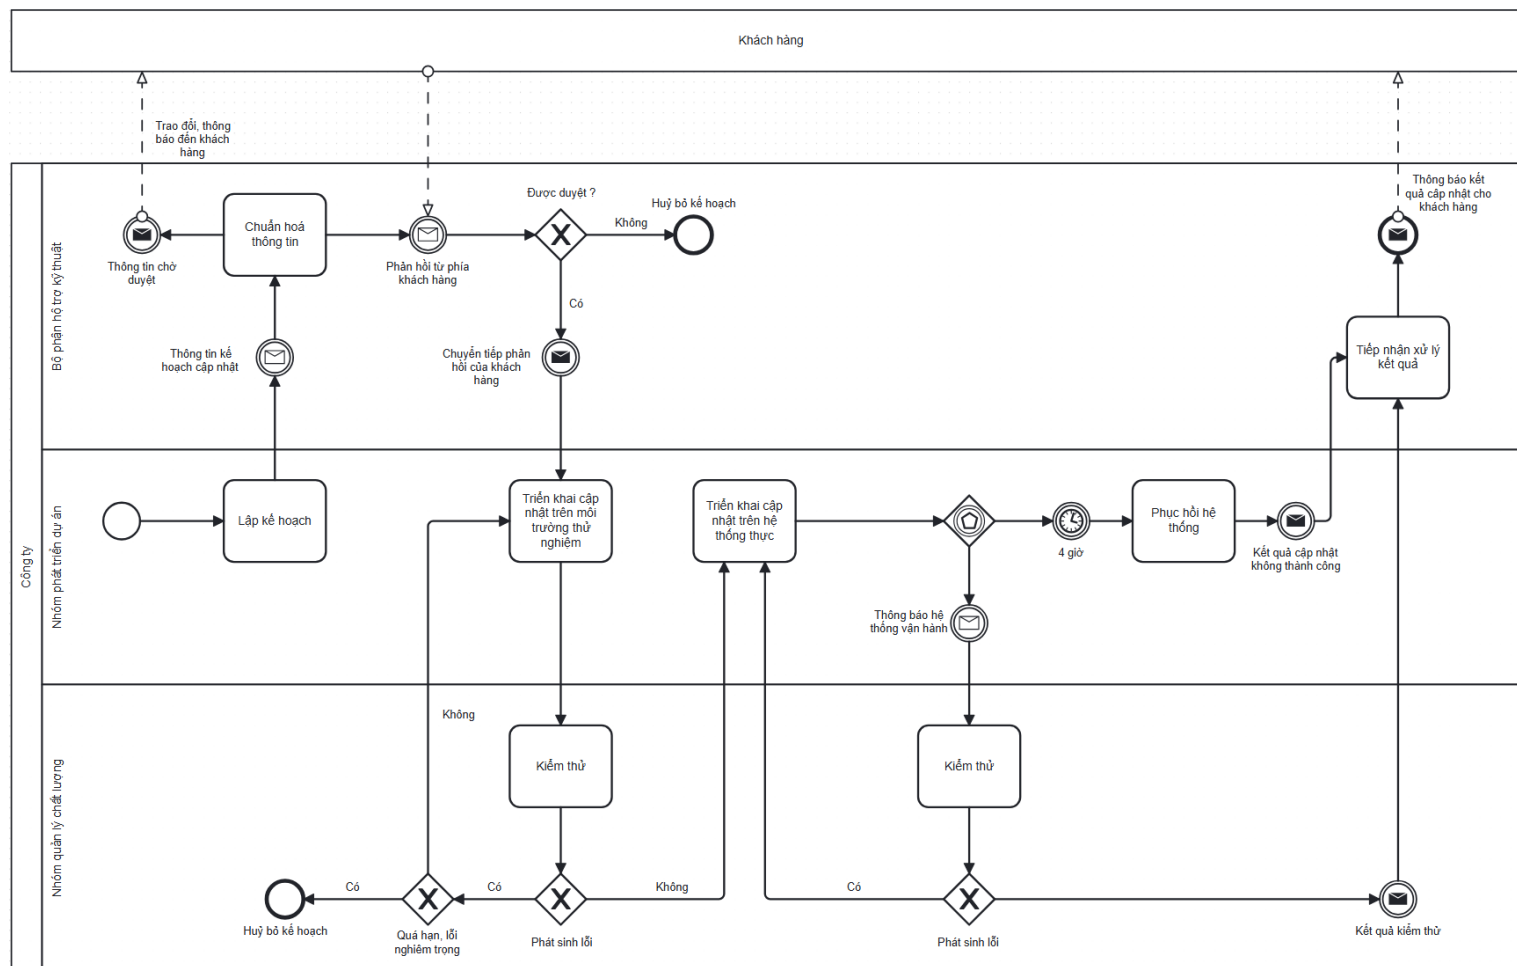 Khách hàng
Trao đổi, thông
báo đến khách
hàng
Công ty
Bộ phận hộ trợ kỹ thuật
Thông tin chờ
duyệt
Chuẩn hoá
thông tin
Phản hồi từ phía
khách hàng
Được duyệt ?
Không
Huỷ bỏ kế hoạch
Có
Thông báo kết
quả cập nhật cho
khách hàng
Thông tin kế
hoạch cập nhật
Chuyển tiếp phản
hồi của khách
hàng
Tiếp nhận xử lý
kết quả
Nhóm phát triển dự án
Lập kế hoạch
Triển khai cập
nhật trên môi
trường thử
nghiệm
Triển khai cập
nhật trên hệ
thống thực
4 giờ
Phục hồi hệ
thống
Kết quả cập nhật
không thành công
Thông báo hệ
thống vận hành
Nhóm quản lý chất lượng
Không
Kiểm thử
Kiểm thử
Có
Có
Không
Có
Huỷ bỏ kế hoạch
Quá hạn, lỗi
nghiêm trọng
Phát sinh lỗi
Phát sinh lỗi
Kết quả kiểm thử